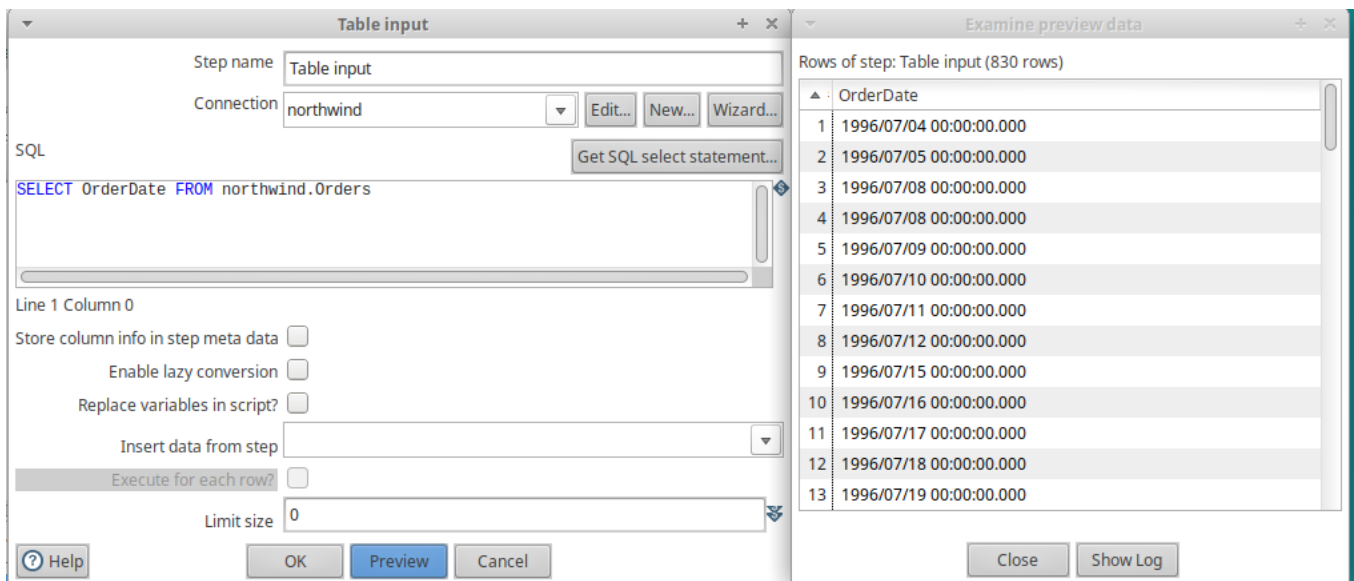 Table input
Step name Table input
Connection northwind Edit... New... Wizard...
SQL Get SQL select statement...
SELECT OrderDate FROM northwind.Orders
Line 1 Column 0
Store column info in step meta data
Enable lazy conversion
Replace variables in script?
Insert data from step
Execute for each row?
Limit size 0
Help OK Preview Cancel
Examine preview data
Rows of step: Table input (830 rows)
OrderDate
1 1996/07/04 00:00:00.000
2 1996/07/05 00:00:00.000
3 1996/07/08 00:00:00.000
4 1996/07/08 00:00:00.000
5 1996/07/09 00:00:00.000
6 1996/07/10 00:00:00.000
7 1996/07/11 00:00:00.000
8 1996/07/12 00:00:00.000
9 1996/07/15 00:00:00.000
10 1996/07/16 00:00:00.000
11 1996/07/17 00:00:00.000
12 1996/07/18 00:00:00.000
13 1996/07/19 00:00:00.000
Close Show Log